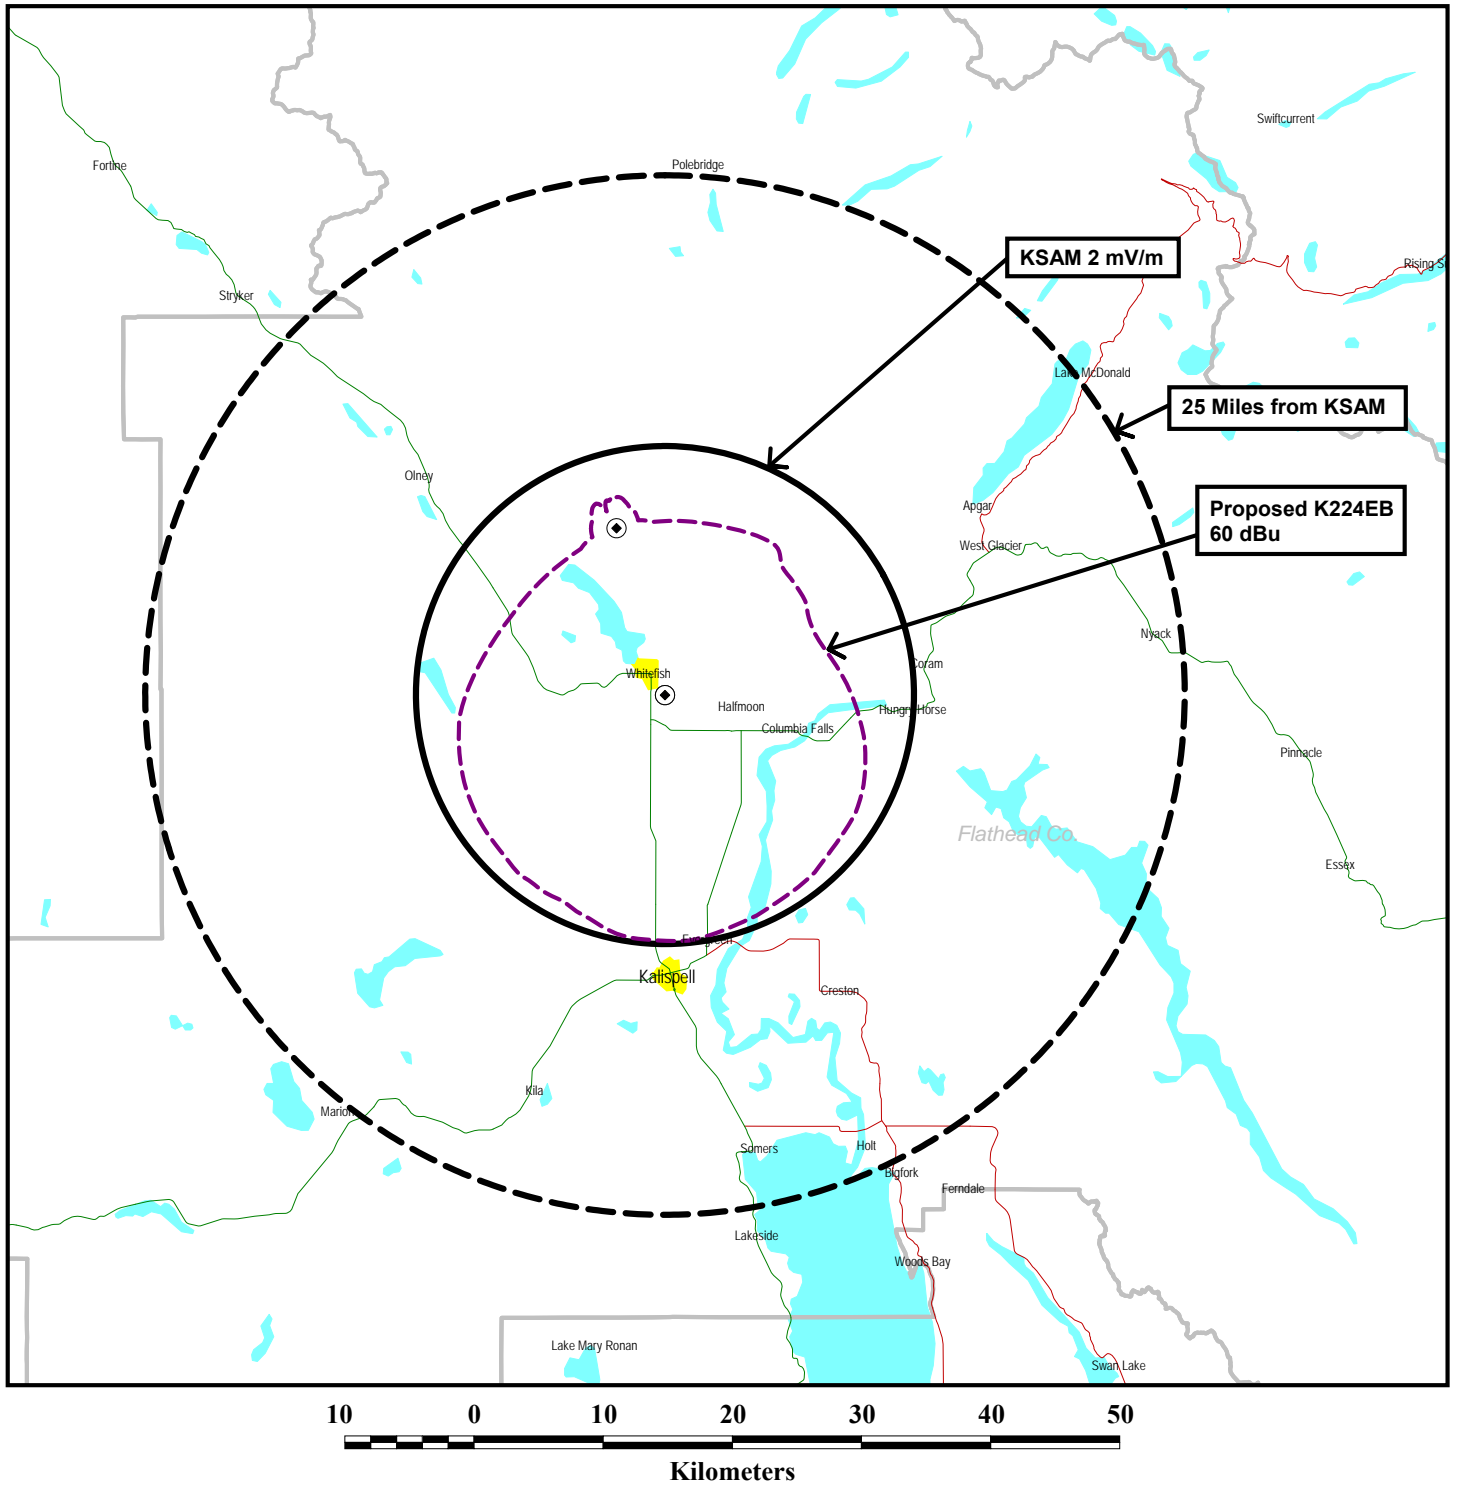 Swiftcurrent
Polebridge
Fortine
KSAM 2 mV/m
Rising S
Stryker
Lake McDonald
25 Miles from KSAM
Olney
Apgar
Proposed K224EB
60 dBu
West Glacier
Nyack
Coram
Whitefish
Halfmoon
Hungry Horse
Columbia Falls
Pinnacle
Flathead Co.
Essex
Evergreen
Kalispell
Creston
Kila
Marion
Somers
Holt
Bigfork
Ferndale
Lakeside
Woods Bay
Lake Mary Ronan
Swan Lake
10 0 10 20 30 40 50
Kilometers